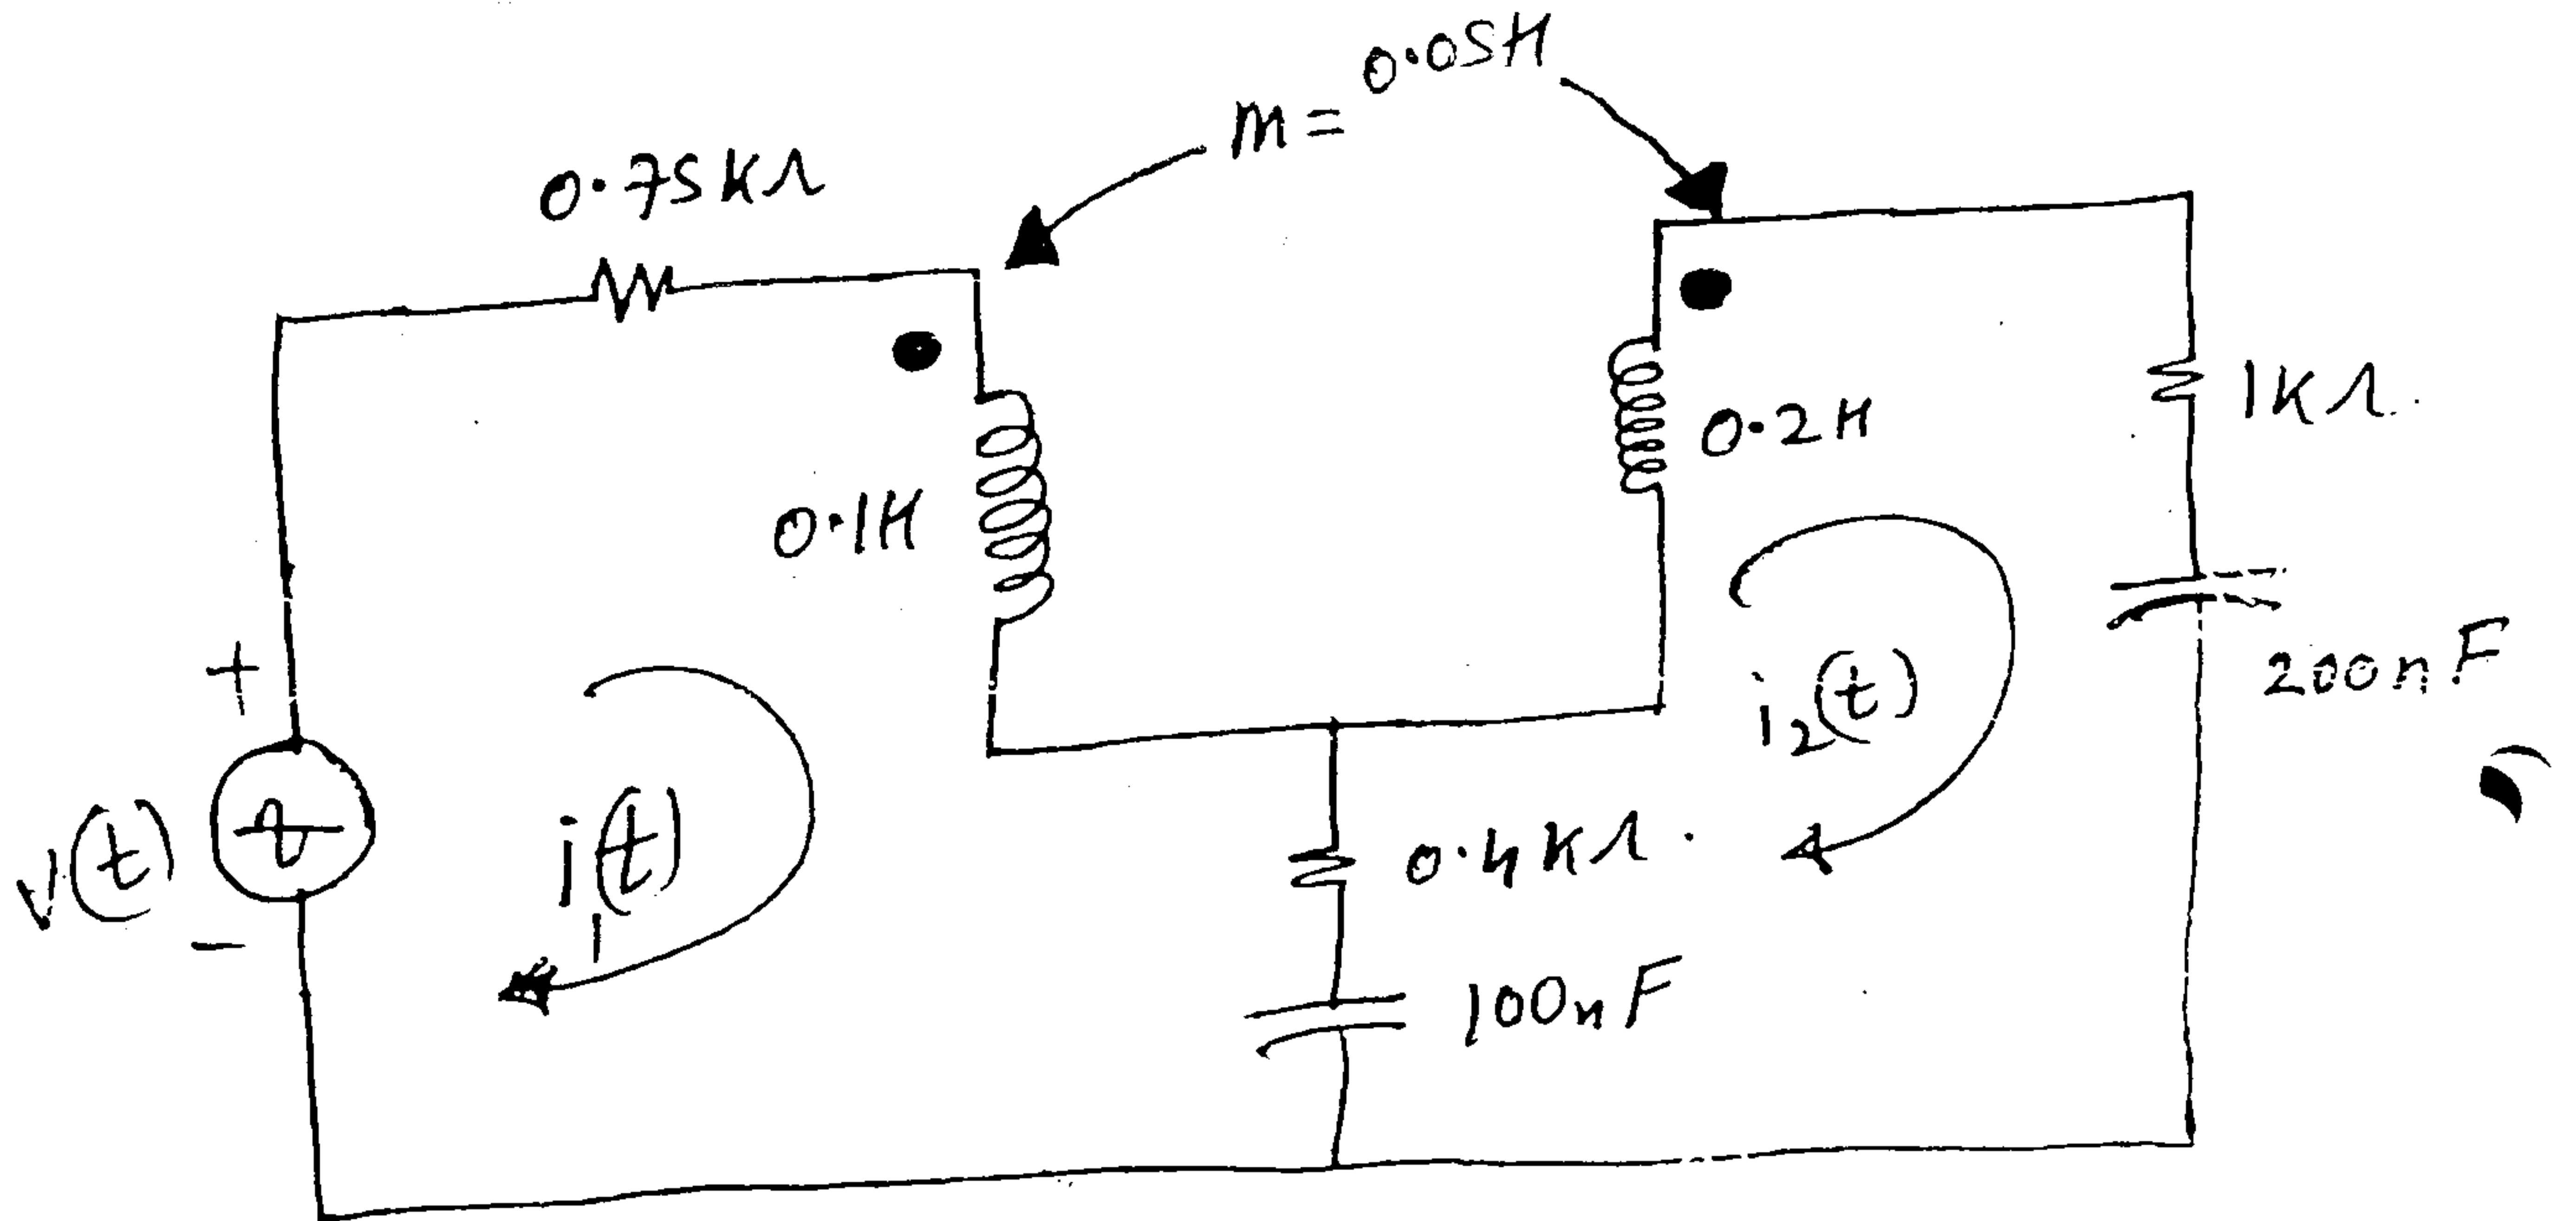 m = 0.05H
0.75KΩ
0.1H
0.2H
1KΩ.
+
200nF
i₂(t)
v(t)
i₁(t)
0.4KΩ.
-
100nF